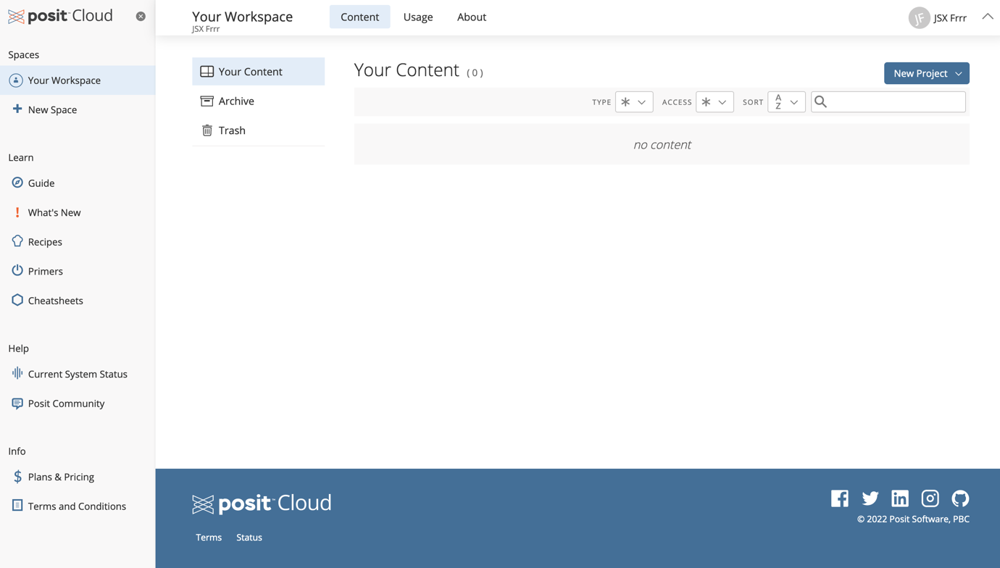 posit™ Cloud
Spaces
Your Workspace
New Space
Learn
Guide
What's New
Recipes
Primers
Cheatsheets
Help
Current System Status
Posit Community
Info
Plans & Pricing
Terms and Conditions
Your Workspace
JSX Frrr
Content
Usage
About
JF
JSX Frrr
Your Content
Archive
Trash
Your Content (0)
New Project
TYPE
ACCESS
SORT
A
Z
no content
posit™ Cloud
Terms
Status
© 2022 Posit Software, PBC